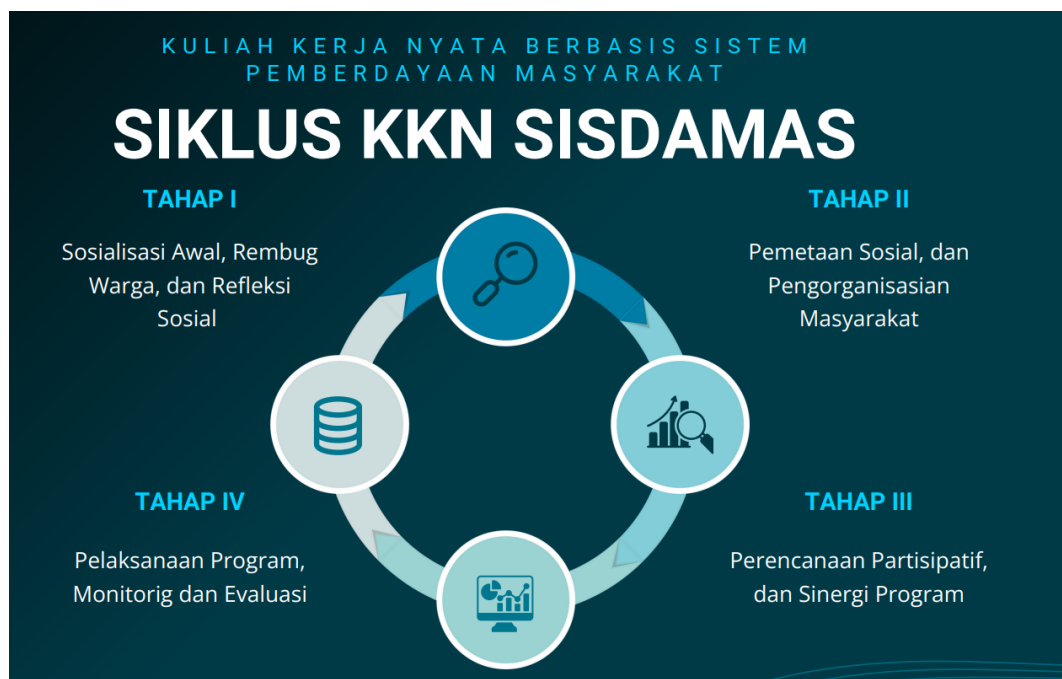 KULIAH KERJA NYATA BERBASIS SISTEM
PEMBERDAYAAN MASYARAKAT
SIKLUS KKN SISDAMAS
TAHAP I
Sosialisasi Awal, Rembug
Warga, dan Refleksi
Sosial
TAHAP II
Pemetaan Sosial, dan
Pengorganisasian
Masyarakat
TAHAP III
Perencanaan Partisipatif,
dan Sinergi Program
TAHAP IV
Pelaksanaan Program,
Monitorig dan Evaluasi